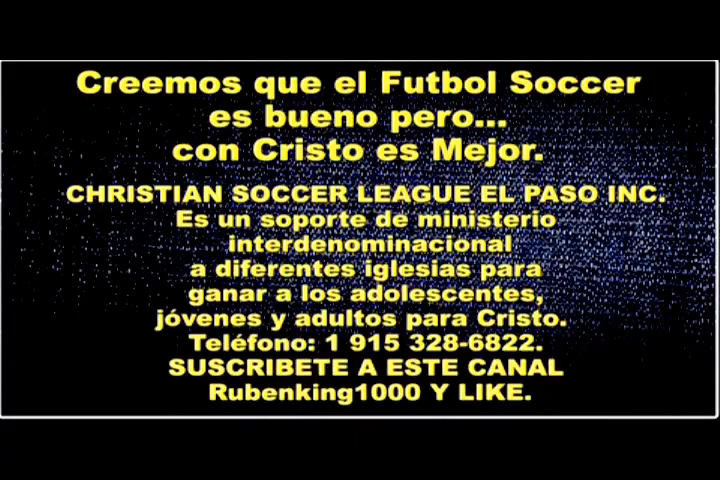 Creemos que el Futbol Soccer
es bueno pero...
con Cristo es Mejor.
CHRISTIAN SOCCER LEAGUE EL PASO INC.
Es un soporte de ministerio
interdenominacional
a diferentes iglesias para
ganar a los adolescentes,
jóvenes y adultos para Cristo.
Teléfono: 1 915 328-6822.
SUSCRIBETE A ESTE CANAL
Rubenking1000 Y LIKE.